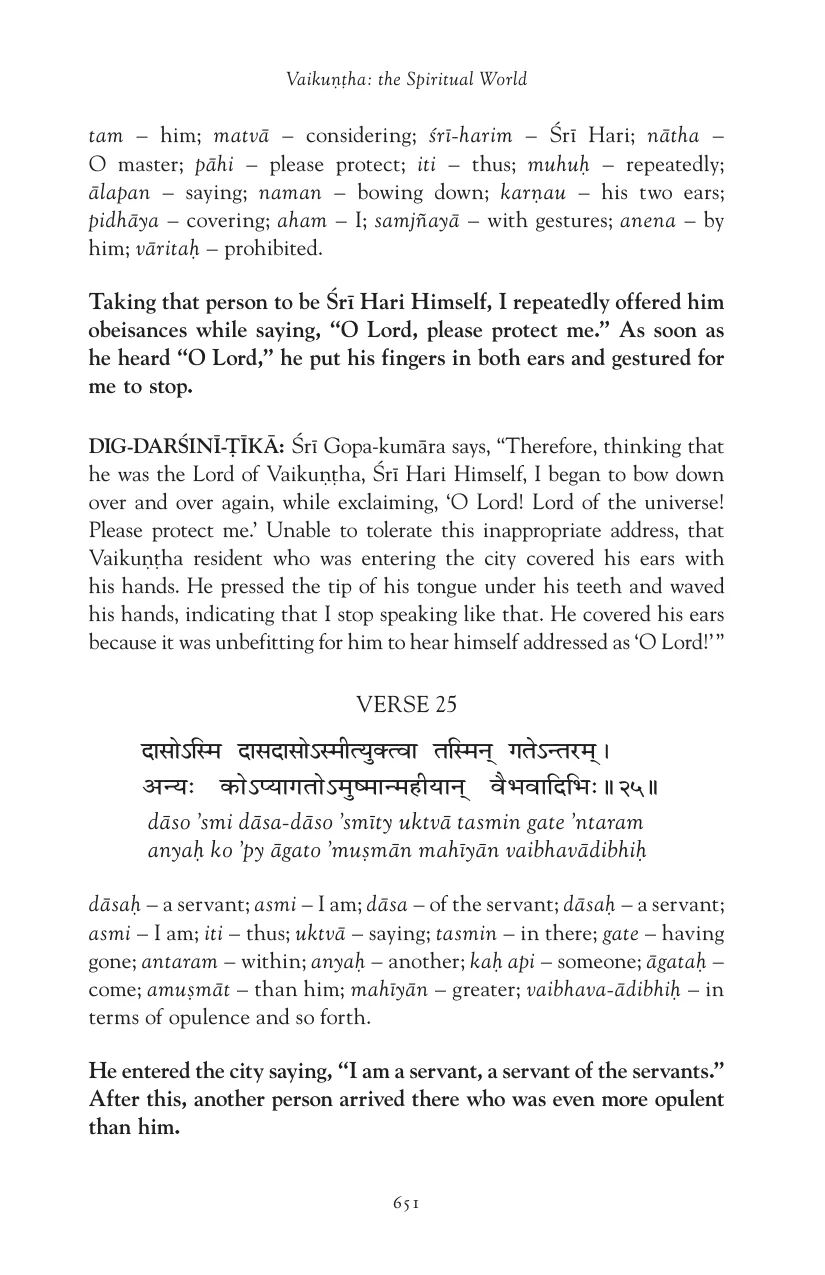 Vaikuṇṭha: the Spiritual World
tam – him; matvā – considering; śrī-harim – Śrī Hari; nātha –
O master; pāhi – please protect; iti – thus; muhuḥ – repeatedly;
ālapan – saying; naman – bowing down; karṇau – his two ears;
pidhāya – covering; aham – I; samjñayā – with gestures; anena – by
him; vāritaḥ – prohibited.
Taking that person to be Śrī Hari Himself, I repeatedly offered him
obeisances while saying, “O Lord, please protect me.” As soon as
he heard “O Lord,” he put his fingers in both ears and gestured for
me to stop.
DIG-DARŚINĪ-ṬĪKĀ: Śrī Gopa-kumāra says, “Therefore, thinking that
he was the Lord of Vaikuṇṭha, Śrī Hari Himself, I began to bow down
over and over again, while exclaiming, ‘O Lord! Lord of the universe!
Please protect me.’ Unable to tolerate this inappropriate address, that
Vaikuṇṭha resident who was entering the city covered his ears with
his hands. He pressed the tip of his tongue under his teeth and waved
his hands, indicating that I stop speaking like that. He covered his ears
because it was unbefitting for him to hear himself addressed as ‘O Lord!’”
VERSE 25
दासोऽस्मि दासदासोऽस्मीत्युक्त्वा तस्मिन् गतेऽन्तरम् ।
अन्यः कोऽप्यागतोऽमुष्मान्महीयान् वैभवादिभिः ॥ २५ ॥
dāso ’smi dāsa-dāso ’smīty uktvā tasmin gate ’ntaram
anyaḥ ko ’py āgato ’muṣmān mahīyān vaibhavādibhiḥ
dāsaḥ – a servant; asmi – I am; dāsa – of the servant; dāsaḥ – a servant;
asmi – I am; iti – thus; uktvā – saying; tasmin – in there; gate – having
gone; antaram – within; anyaḥ – another; kaḥ api – someone; āgataḥ –
come; amuṣmāt – than him; mahīyān – greater; vaibhava-ādibhiḥ – in
terms of opulence and so forth.
He entered the city saying, “I am a servant, a servant of the servants.”
After this, another person arrived there who was even more opulent
than him.
651